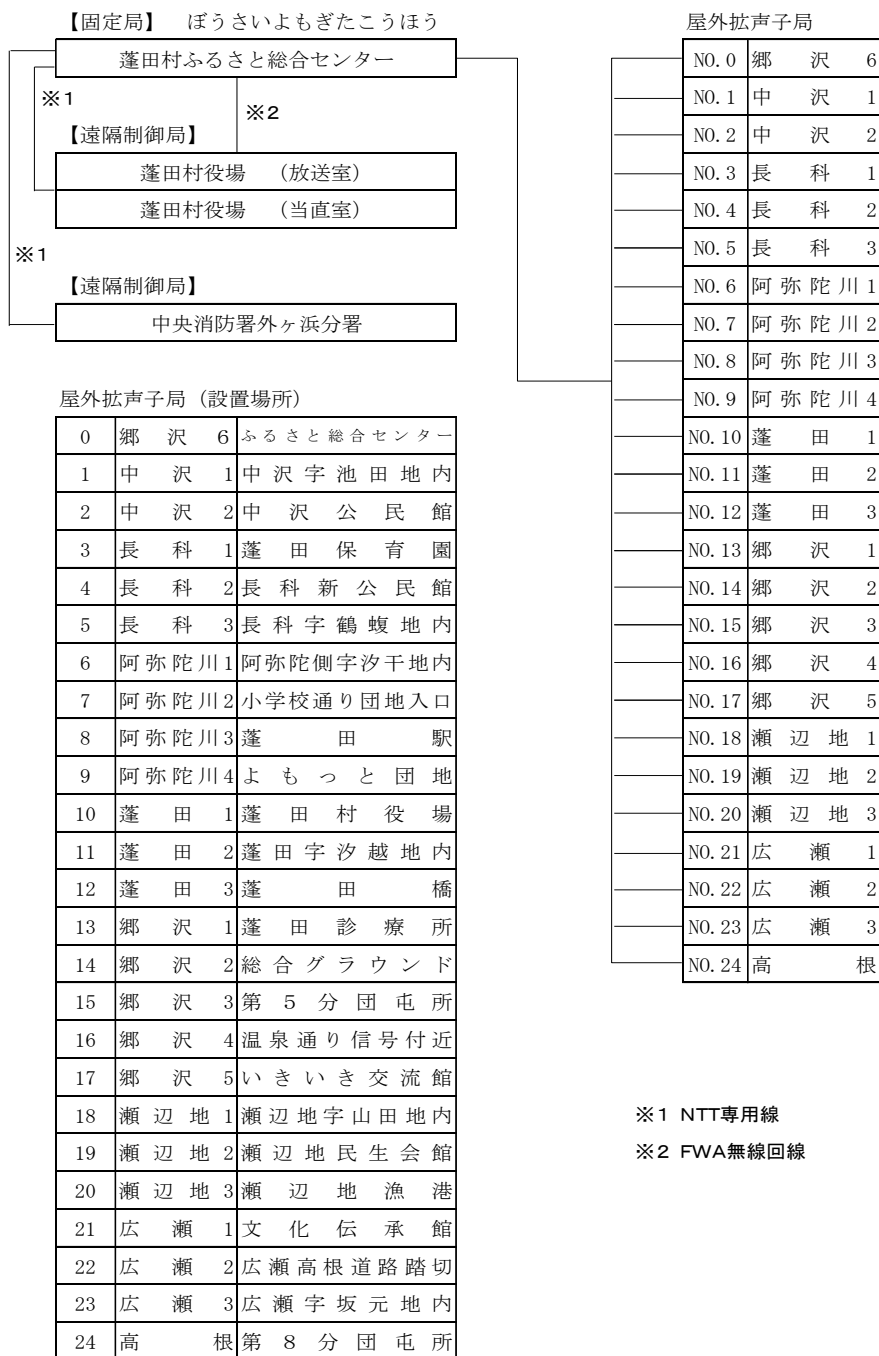 【固定局】 ぼうさいよもぎたこうほう
蓬田村ふるさと総合センター
※1
※2
【遠隔制御局】
蓬田村役場 (放送室)
蓬田村役場 (当直室)
※1
【遠隔制御局】
中央消防署外ヶ浜分署
屋外拡声子局
NO.0 郷沢6
NO.1 中沢1
NO.2 中沢2
NO.3 長科1
NO.4 長科2
NO.5 長科3
NO.6 阿弥陀川1
NO.7 阿弥陀川2
NO.8 阿弥陀川3
NO.9 阿弥陀川4
NO.10 蓬田1
NO.11 蓬田2
NO.12 蓬田3
NO.13 郷沢1
NO.14 郷沢2
NO.15 郷沢3
NO.16 郷沢4
NO.17 郷沢5
NO.18 瀬辺地1
NO.19 瀬辺地2
NO.20 瀬辺地3
NO.21 広瀬1
NO.22 広瀬2
NO.23 広瀬3
NO.24 高根
屋外拡声子局(設置場所)
0 郷沢6 ふるさと総合センター
1 中沢1 中沢字池田地内
2 中沢2 中沢公民館
3 長科1 蓬田保育園
4 長科2 長科新公民館
5 長科3 長科字鶴蝮地内
6 阿弥陀川1 阿弥陀側字汐干地内
7 阿弥陀川2 小学校通り団地入口
8 阿弥陀川3 蓬田駅
9 阿弥陀川4 よもっと団地
10 蓬田1 蓬田村役場
11 蓬田2 蓬田字汐越地内
12 蓬田3 蓬田橋
13 郷沢1 蓬田診療所
14 郷沢2 総合グラウンド
15 郷沢3 第5分団屯所
16 郷沢4 温泉通り信号付近
17 郷沢5 いきいき交流館
18 瀬辺地1 瀬辺地字山田地内
19 瀬辺地2 瀬辺地民生会館
20 瀬辺地3 瀬辺地漁港
21 広瀬1 文化伝承館
22 広瀬2 広瀬高根道路踏切
23 広瀬3 広瀬字坂元地内
24 高根 第8分団屯所
※1 NTT専用線
※2 FWA無線回線